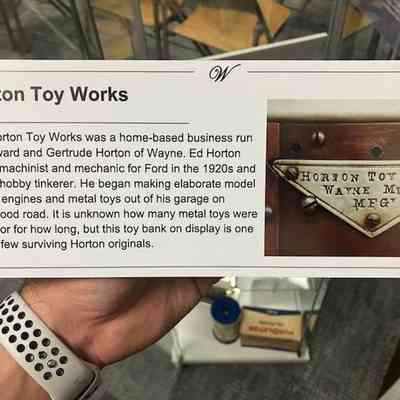 W
ton Toy Works
orton Toy Works was a home-based business run
ward and Gertrude Horton of Wayne. Ed Horton
machinist and mechanic for Ford in the 1920s and
hobby tinkerer. He began making elaborate model
engines and metal toys out of his garage on
ood road. It is unknown how many metal toys were
or for how long, but this toy bank on display is one
few surviving Horton originals.
HORTON TOY
WAYNE M
MFG